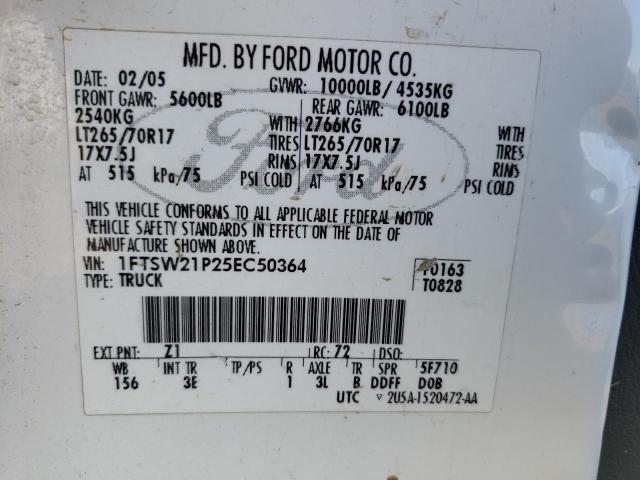 MFD. BY FORD MOTOR CO.
DATE: 02/05 GVWR: 10000LB/ 4535KG
FRONT GAWR: 5600LB REAR GAWR: 6100LB
2540KG WITH 2766KG WITH
LT265/70R17 TIRES LT265/70R17 TIRES
17X7.5J RIMS 17X7.5J RIMS
AT 515 kPa/75 PSI COLD AT 515 kPa/75 PSI COLD
Ford
THIS VEHICLE CONFORMS TO ALL APPLICABLE FEDERAL MOTOR
VEHICLE SAFETY STANDARDS IN EFFECT ON THE DATE OF
MANUFACTURE SHOWN ABOVE.
VIN: 1FTSW21P25EC50364 T0163
TYPE: TRUCK T0828
EXT PNT: Z1 RC: 72 DSO:
WB INT TR TP/PS R AXLE TR SPR 5F710
156 3E 1 3L B DDFF DOB
UTC ▽ 2U5A-1520472-AA